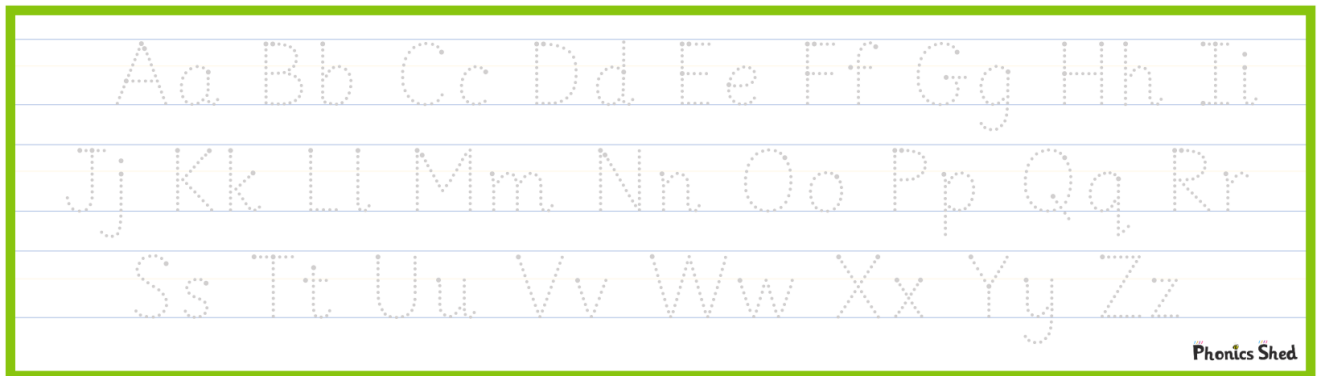 Aa Bb Cc Dd Ee Ff Gg Hh Ii
Jj Kk Ll Mm Nn Oo Pp Qq Rr
Ss Tt Uu Vv Ww Xx Yy Zz
Phonics Shed